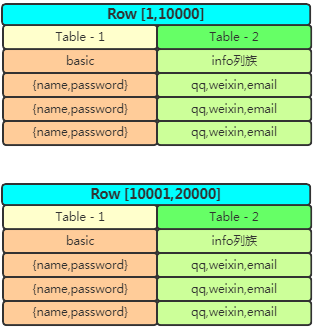 Row [1,10000]
Table - 1 Table - 2
basic info列族
{name,password} qq,weixin,email
{name,password} qq,weixin,email
{name,password} qq,weixin,email
Row [10001,20000]
Table - 1 Table - 2
basic info列族
{name,password} qq,weixin,email
{name,password} qq,weixin,email
{name,password} qq,weixin,email